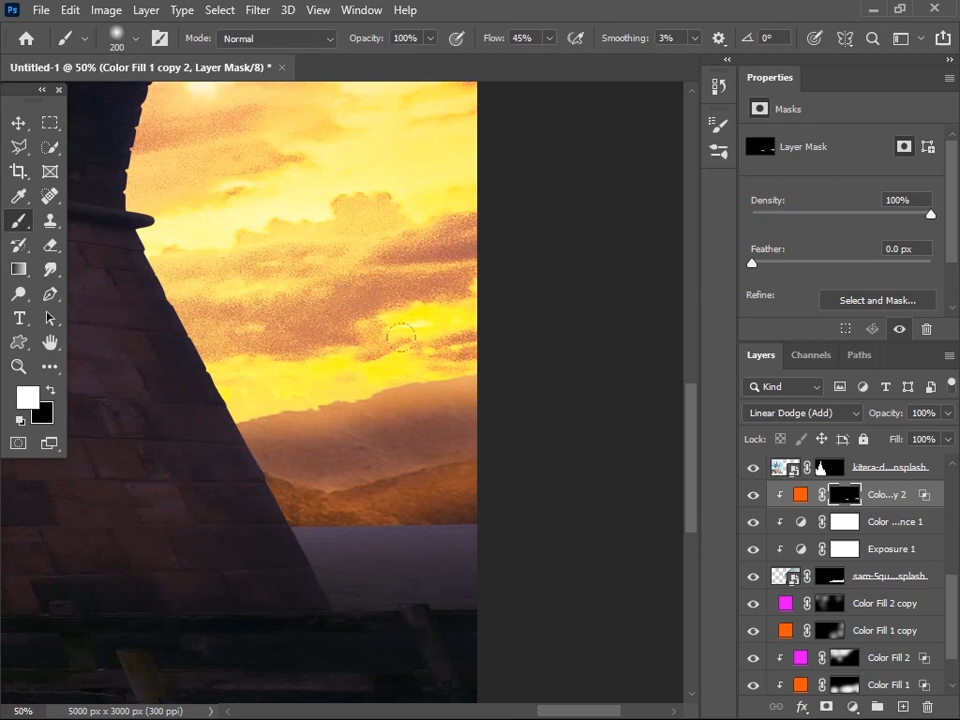 Ps File Edit Image Layer Type Select Filter 3D View Window Help
200 Mode: Normal Opacity: 100% Flow: 45% Smoothing: 3% 0°
Untitled-1 @ 50% (Color Fill 1 copy 2, Layer Mask/8) * ×
Properties
Masks
Layer Mask
Density: 100%
Feather: 0.0 px
Refine: Select and Mask...
Layers Channels Paths
Kind
Linear Dodge (Add) Opacity: 100%
Lock: Fill: 100%
kitera-d...nsplash
Colo...y 2
Color ...nce 1
Exposure 1
sam-5qu...splash
Color Fill 2 copy
Color Fill 1 copy
Color Fill 2
Color Fill 1
50% 5000 px x 3000 px (300 ppi)